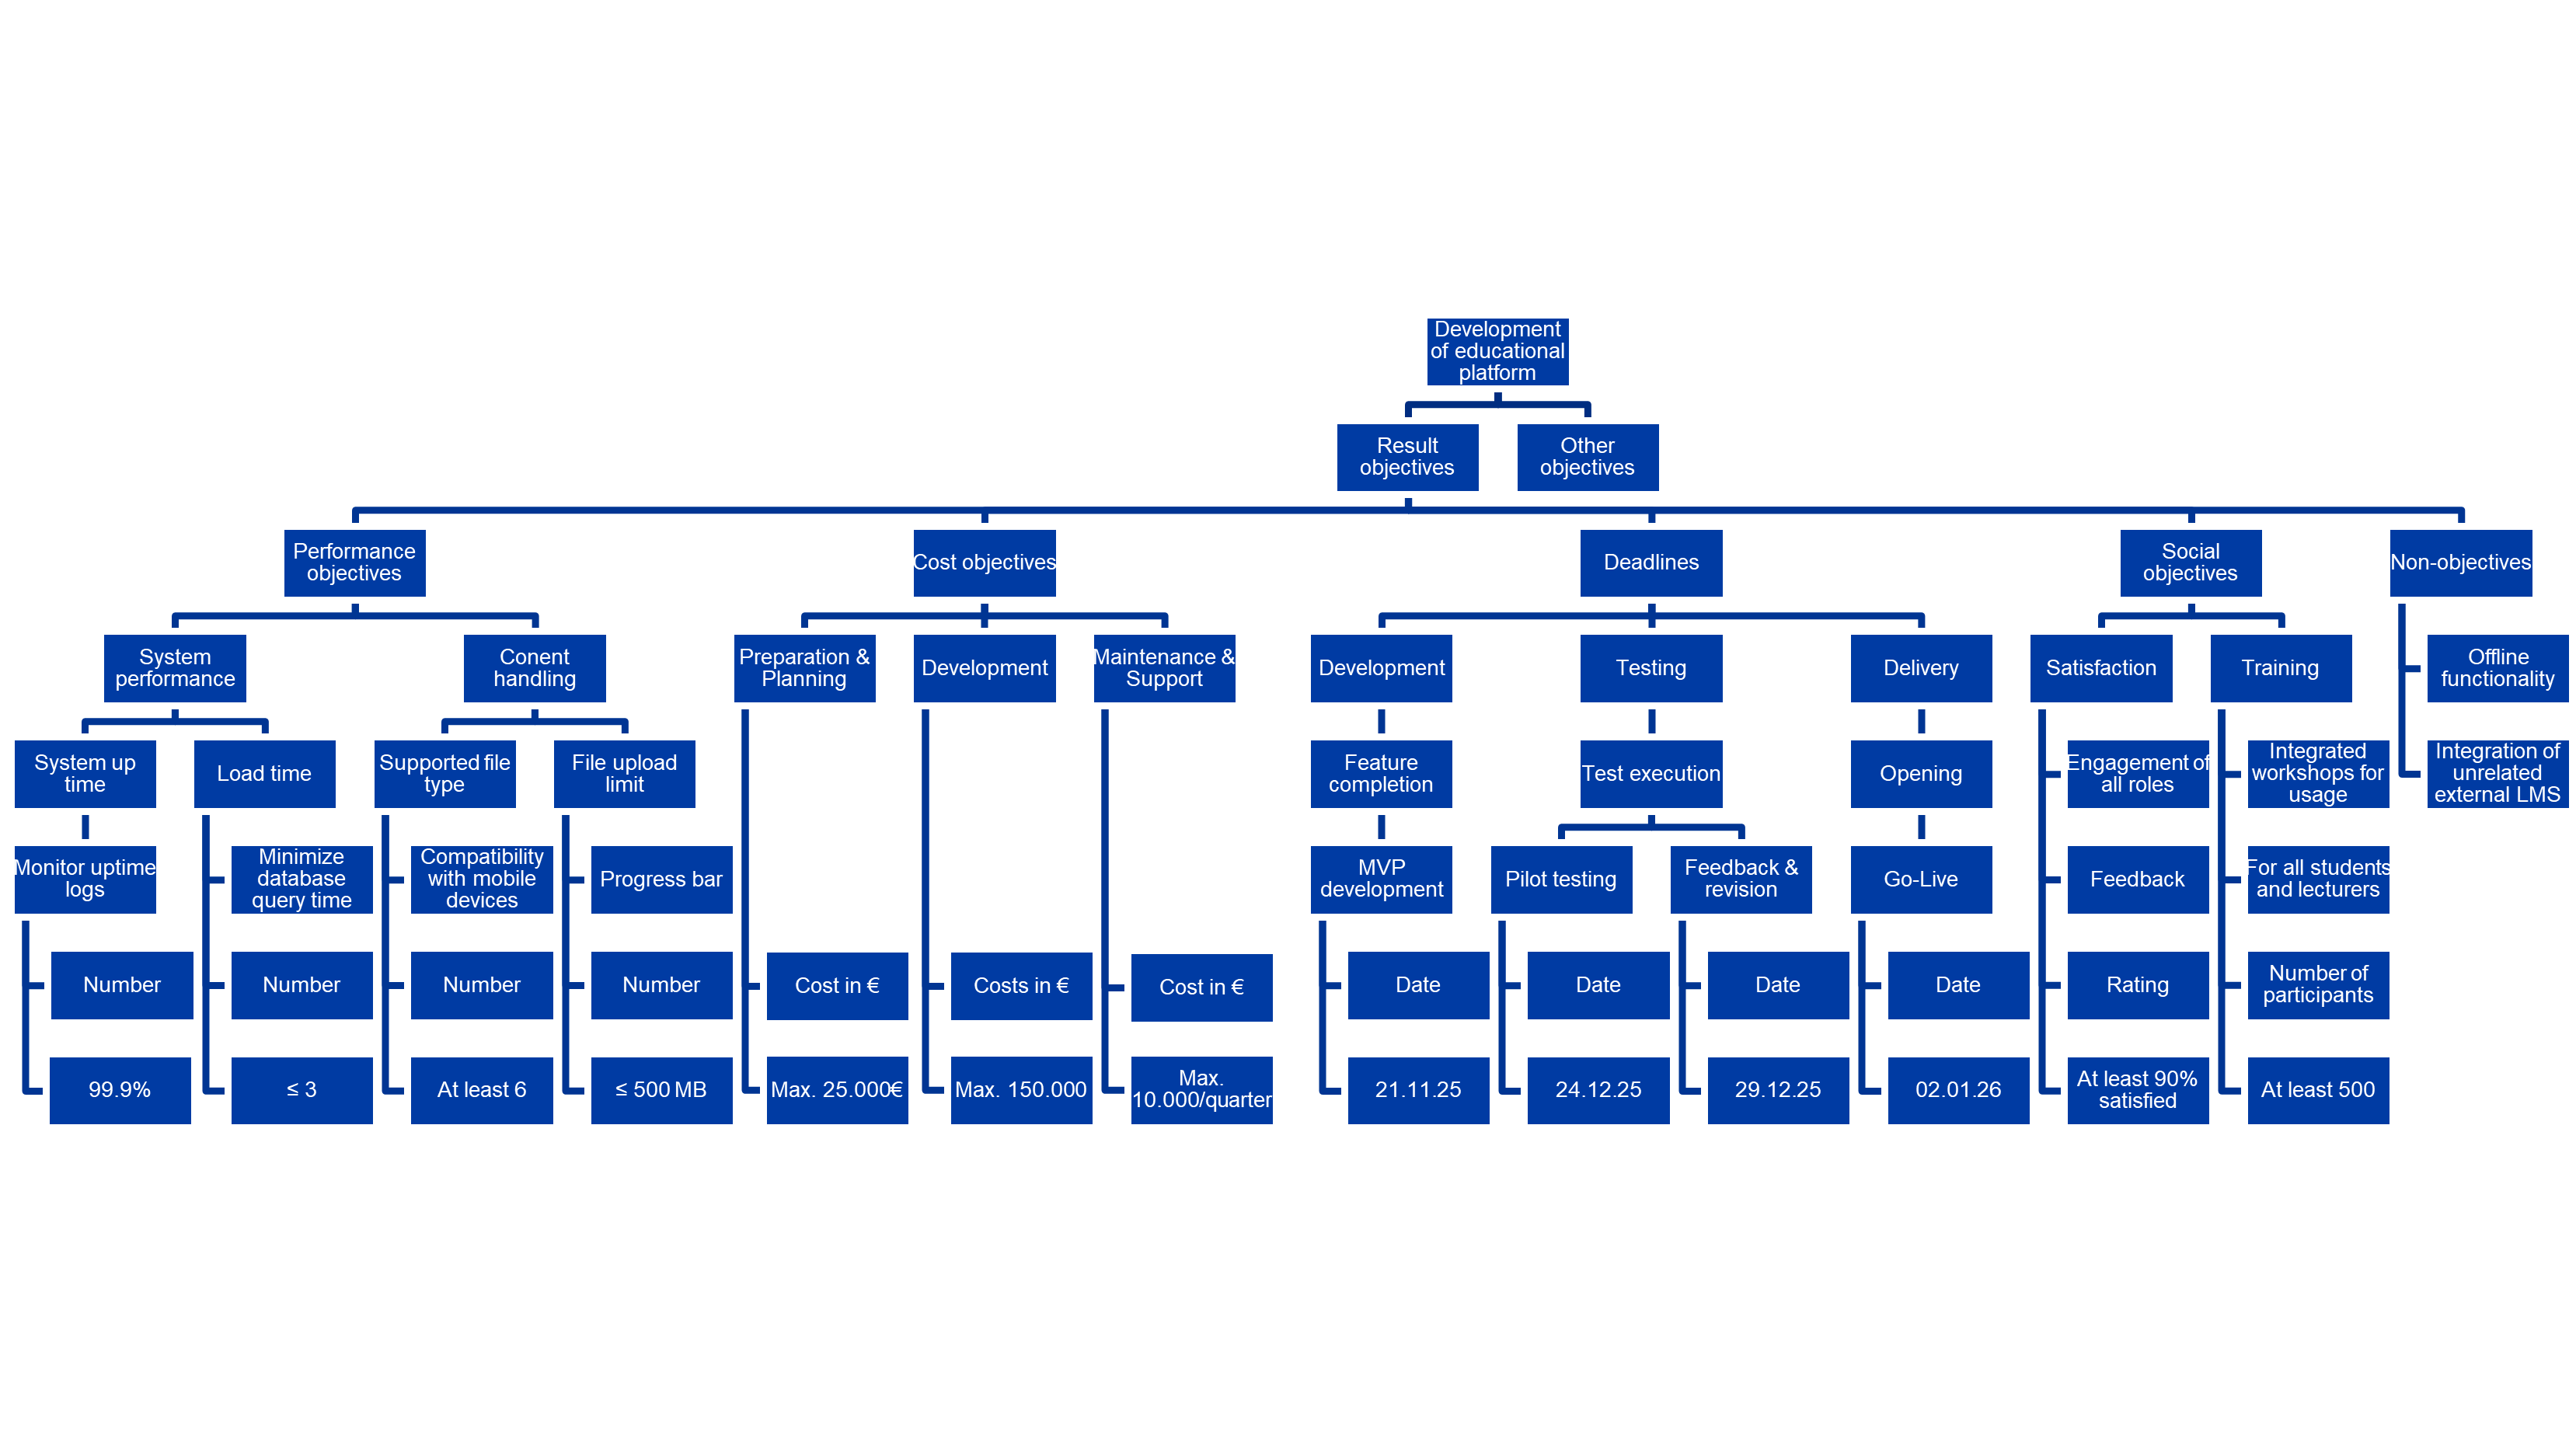 Development
of educational
platform
Result
objectives
Other
objectives
Performance
objectives
Cost objectives
Deadlines
Social
objectives
Non-objectives
System
performance
Conent
handling
Preparation &
Planning
Development
Maintenance &
Support
Development
Testing
Delivery
Satisfaction
Training
Offline
functionality
System up
time
Load time
Supported file
type
File upload
limit
Feature
completion
Test execution
Opening
Engagement of
all roles
Integrated
workshops for
usage
Integration of
unrelated
external LMS
Monitor uptime
logs
Minimize
database
query time
Compatibility
with mobile
devices
Progress bar
MVP
development
Pilot testing
Feedback &
revision
Go-Live
Feedback
For all students
and lecturers
Number
Number
Number
Number
Cost in €
Costs in €
Cost in €
Date
Date
Date
Date
Rating
Number of
participants
99.9%
≤ 3
At least 6
≤ 500 MB
Max. 25.000€
Max. 150.000
Max.
10.000/quarter
21.11.25
24.12.25
29.12.25
02.01.26
At least 90%
satisfied
At least 500